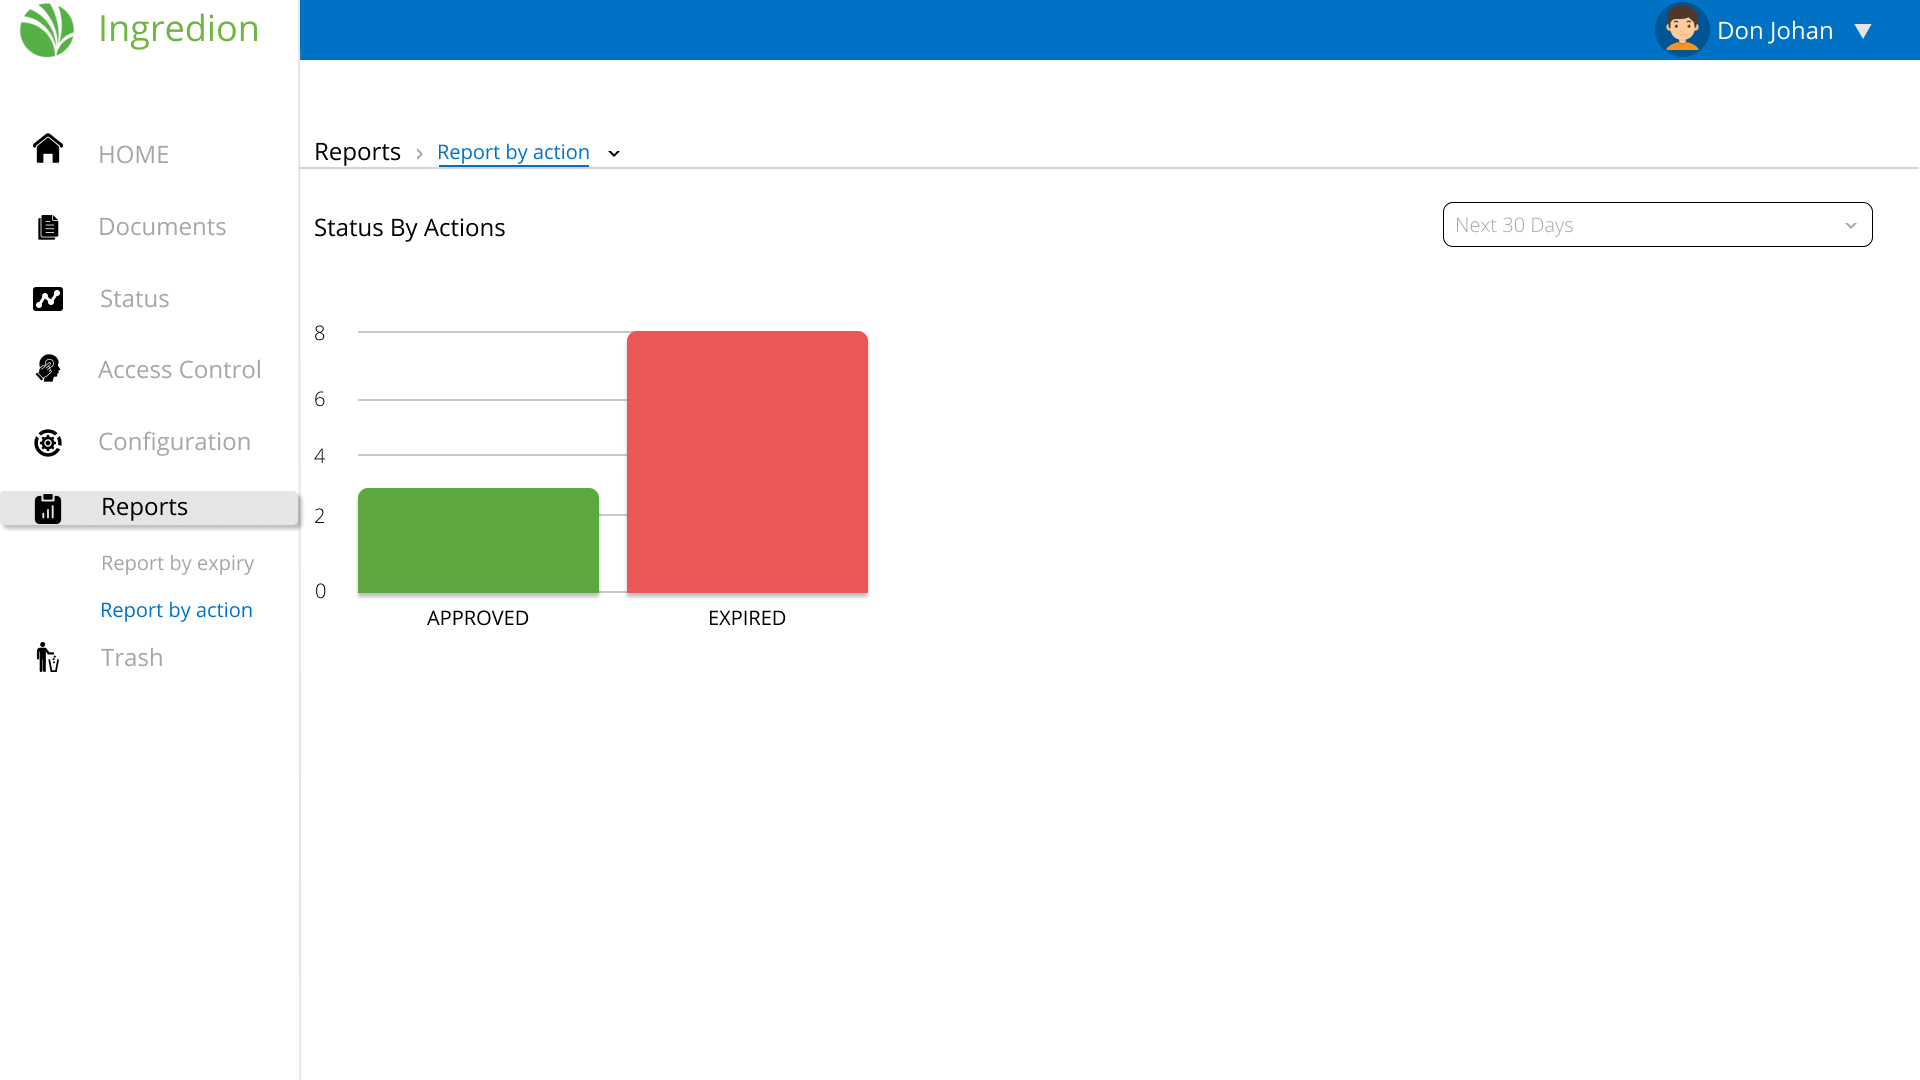 Ingredion
Don Johan
HOME
Documents
Status
Access Control
Configuration
Reports
Report by expiry
Report by action
Trash
Reports › Report by action
Status By Actions
Next 30 Days
8
6
4
2
0
APPROVED EXPIRED